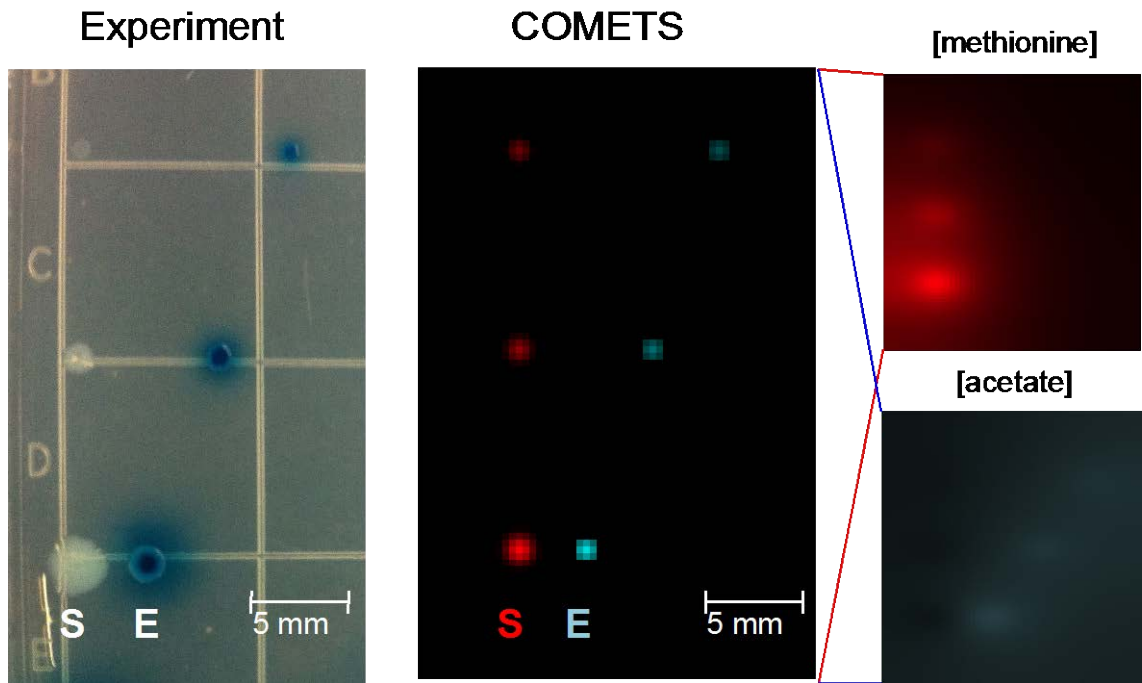 Experiment
COMETS
[methionine]
B
C
D
S E
5 mm
E
S E
5 mm
[acetate]